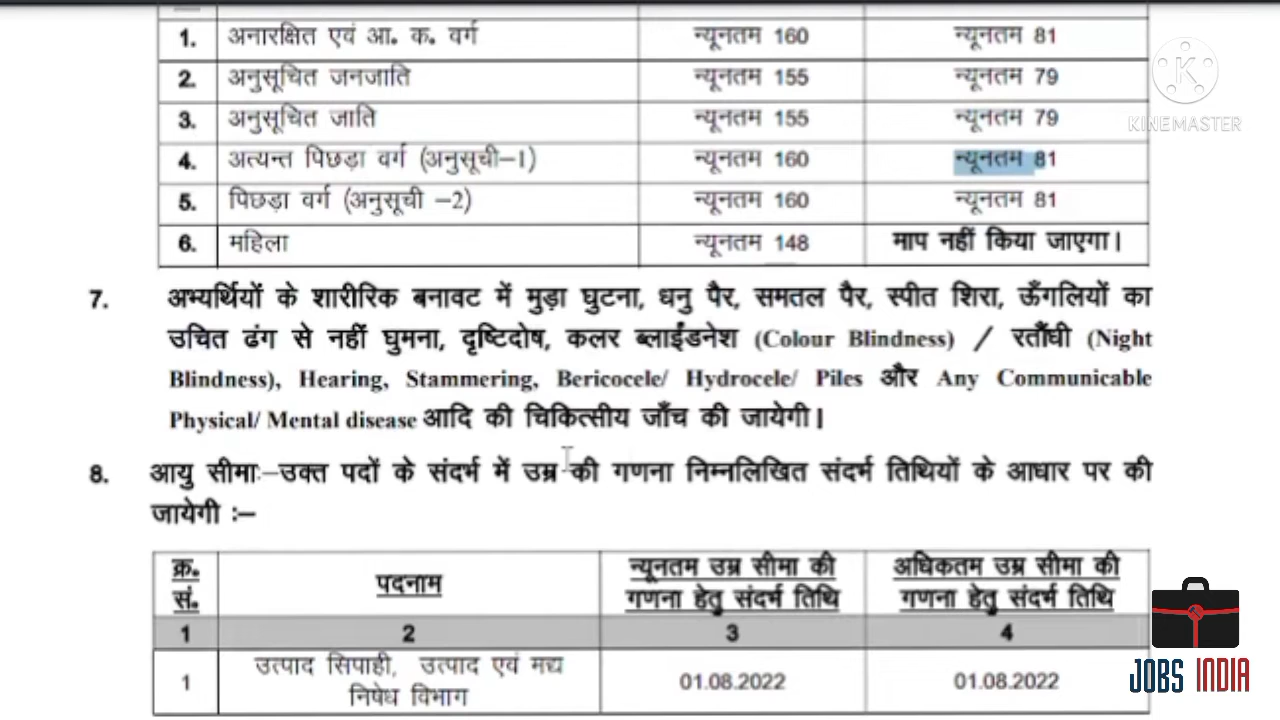 1. अनारक्षित एवं आ. क. वर्ग न्यूनतम 160 न्यूनतम 81
2. अनुसूचित जनजाति न्यूनतम 155 न्यूनतम 79
3. अनुसूचित जाति न्यूनतम 155 न्यूनतम 79
4. अत्यन्त पिछड़ा वर्ग (अनुसूची-1) न्यूनतम 160 न्यूनतम 81
5. पिछड़ा वर्ग (अनुसूची -2) न्यूनतम 160 न्यूनतम 81
6. महिला न्यूनतम 148 माप नहीं किया जाएगा।
K
KINEMASTER
7. अभ्यर्थियों के शारीरिक बनावट में मुड़ा घुटना, धनु पैर, समतल पैर, स्पीत शिरा, ऊँगलियों का
उचित ढंग से नहीं घुमना, दृष्टिदोष, कलर ब्लाईंडनेश (Colour Blindness) / रतौंधी (Night
Blindness), Hearing, Stammering, Bericocele/ Hydrocele/ Piles और Any Communicable
Physical/ Mental disease आदि की चिकित्सीय जाँच की जायेगी।
8. आयु सीमाः-उक्त पदों के संदर्भ में उम्र की गणना निम्नलिखित संदर्भ तिथियों के आधार पर की
जायेगी :-
क्र. सं. पदनाम न्यूनतम उम्र सीमा की गणना हेतु संदर्भ तिथि अधिकतम उम्र सीमा की गणना हेतु संदर्भ तिथि
1 2 3 4
1 उत्पाद सिपाही, उत्पाद एवं मद्य निषेध विभाग 01.08.2022 01.08.2022
JOBS INDIA